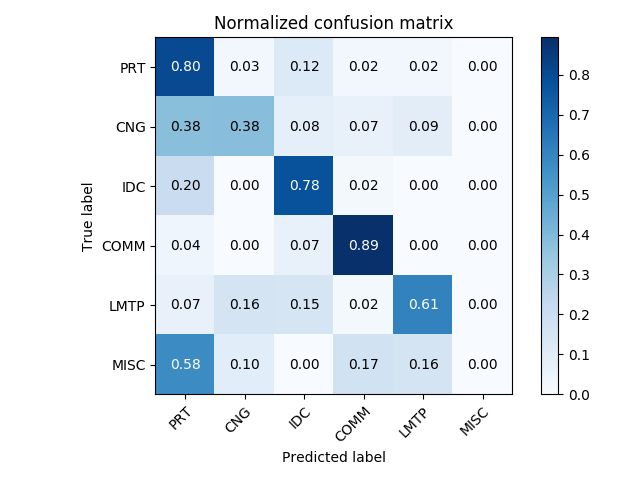 Normalized confusion matrix
True label
PRT 0.80 0.03 0.12 0.02 0.02 0.00
CNG 0.38 0.38 0.08 0.07 0.09 0.00
IDC 0.20 0.00 0.78 0.02 0.00 0.00
COMM 0.04 0.00 0.07 0.89 0.00 0.00
LMTP 0.07 0.16 0.15 0.02 0.61 0.00
MISC 0.58 0.10 0.00 0.17 0.16 0.00
PRT CNG IDC COMM LMTP MISC
Predicted label
0.8
0.7
0.6
0.5
0.4
0.3
0.2
0.1
0.0